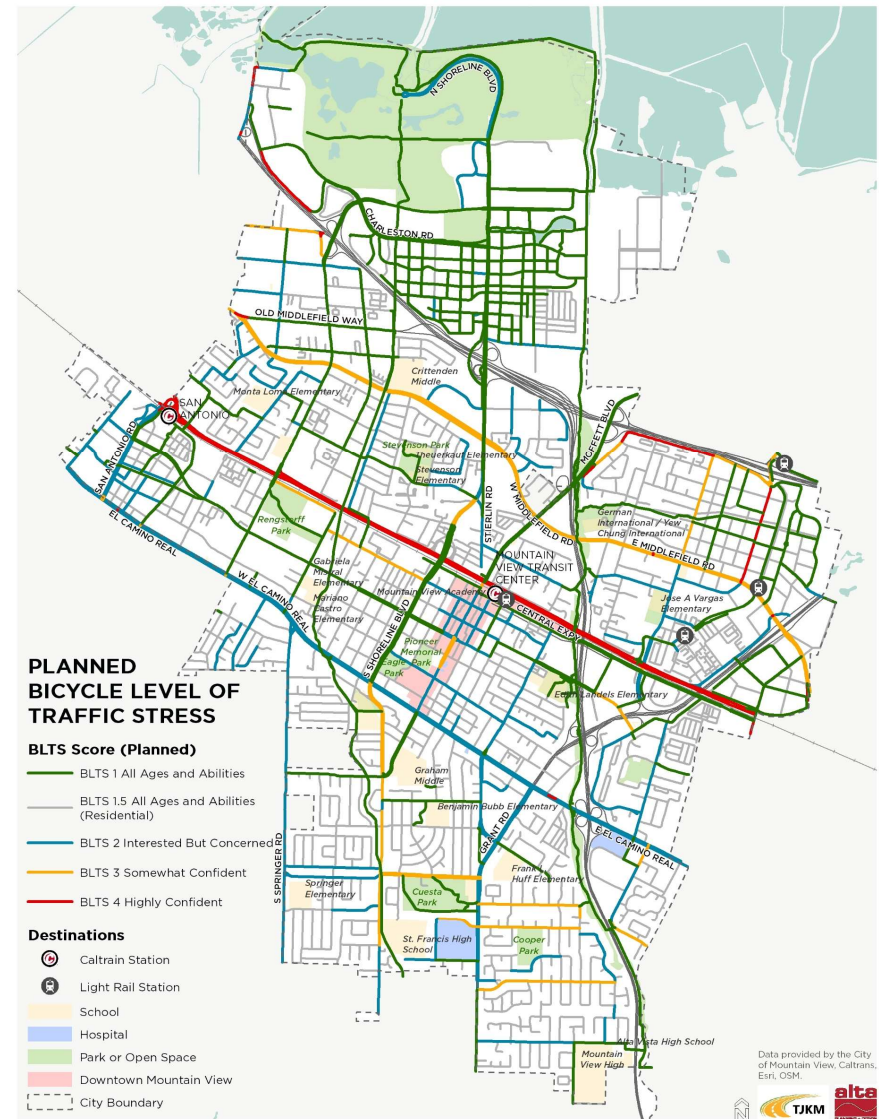 N SHORELINE BLVD
CHARLESTON RD
OLD MIDDLEFIELD WAY
Crittenden
Middle
Monta Loma Elementary
SAN
ANTONIO
SAN ANTONIO RD
MOFFETT BLVD
Stevenson Park
Theuerkauf Elementary
Stevenson
Elementary
STIERLIN RD
W MIDDLEFIELD RD
EL CAMINO REAL
Rengstorff
Park
German
International / Yew
Chung International
E MIDDLEFIELD RD
MOUNTAIN
VIEW TRANSIT
CENTER
Gabriela
Mistral
Elementary
Mariano
Castro
Elementary
Mountain View Academy
W EL CAMINO REAL
CENTRAL EXPY
Jose A Vargas
Elementary
S SHORELINE BLVD
Pioneer
Memorial
Park
Eagle
Park
Edith Landels Elementary
PLANNED
BICYCLE LEVEL OF
TRAFFIC STRESS
BLTS Score (Planned)
BLTS 1 All Ages and Abilities
BLTS 1.5 All Ages and Abilities
(Residential)
BLTS 2 Interested But Concerned
BLTS 3 Somewhat Confident
BLTS 4 Highly Confident
Graham
Middle
Benjamin Bubb Elementary
GRANT RD
E EL CAMINO REAL
S SPRINGER RD
Frank L
Huff Elementary
Springer
Elementary
Cuesta
Park
St. Francis High
School
Cooper
Park
Destinations
Caltrain Station
Light Rail Station
School
Hospital
Park or Open Space
Downtown Mountain View
City Boundary
Alta Vista High School
Mountain
View High
Data provided by the City
of Mountain View, Caltrans,
Esri, OSM.
TJKM
alta